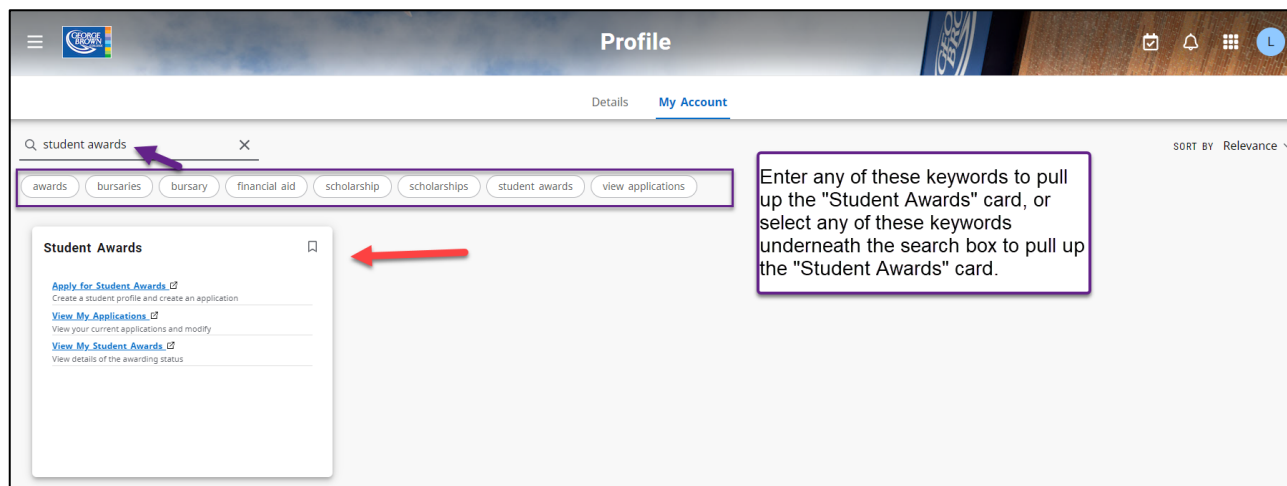 GEORGE
BROWN
Profile
L
Details My Account
student awards
SORT BY Relevance
awards bursaries bursary financial aid scholarship scholarships student awards view applications
Enter any of these keywords to pull
up the "Student Awards" card, or
select any of these keywords
underneath the search box to pull up
the "Student Awards" card.
Student Awards
Apply for Student Awards
Create a student profile and create an application
View My Applications
View your current applications and modify
View My Student Awards
View details of the awarding status